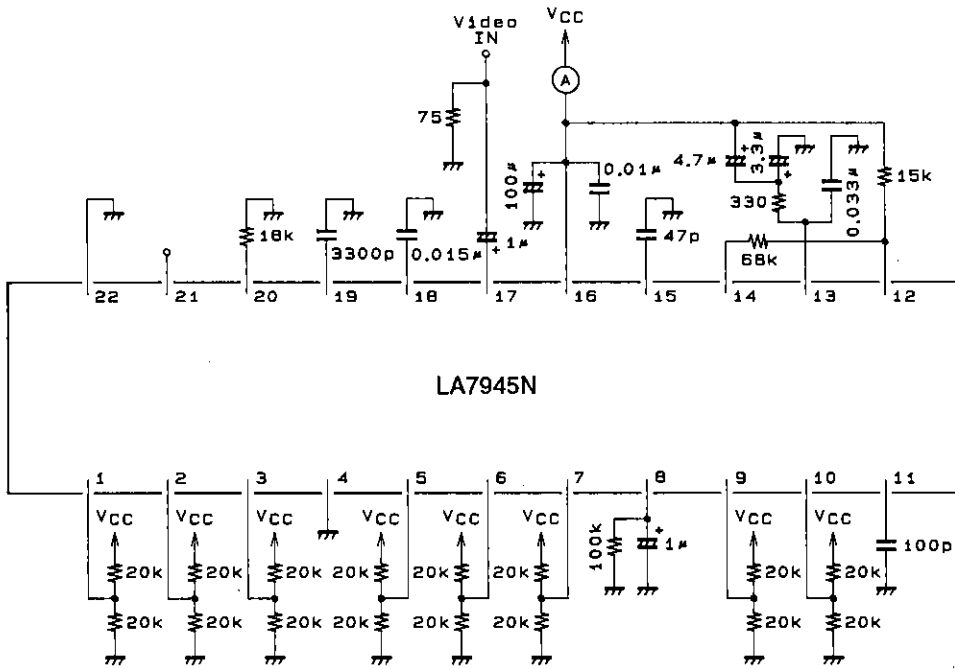 Video
IN
VCC
A
75
100μ
0.01μ
4.7μ
3.3μ
330
0.033μ
15k
18k
3300p
0.015μ
1μ
47p
68k
22
21
20
19
18
17
16
15
14
13
12
LA7945N
1
2
3
4
5
6
7
8
9
10
11
VCC
VCC
VCC
VCC
VCC
VCC
VCC
VCC
20k
20k
20k
20k
20k
20k
100k
1μ
20k
20k
100p
20k
20k
20k
20k
20k
20k
20k
20k